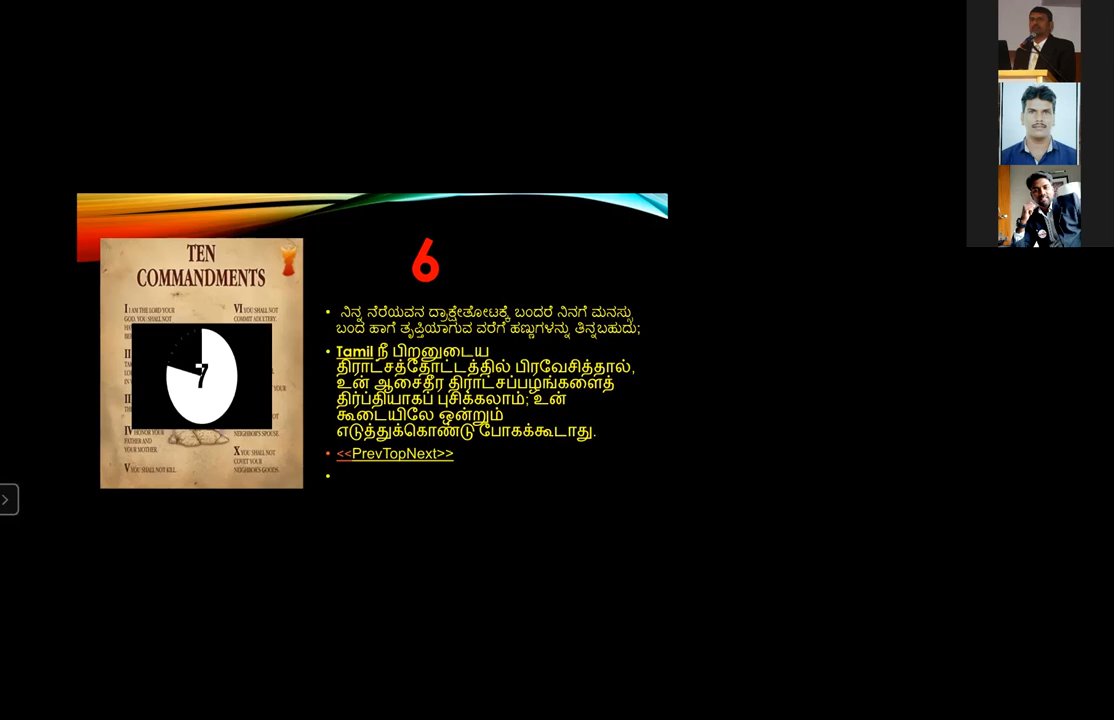 TEN
COMMANDMENTS
I I AM THE LORD YOUR
GOD. YOU SHALL NOT
VI YOU SHALL NOT
COMMIT ADULTERY.
7
IV HONOR YOUR
FATHER AND
YOUR MOTHER.
V YOU SHALL NOT KILL.
NEIGHBOR'S SPOUSE.
X YOU SHALL NOT
COVET YOUR
NEIGHBOR'S GOODS.
6
• ನಿನ್ನ ನೆರೆಯವನ ದ್ರಾಕ್ಷೇತೋಟಕ್ಕೆ ಬಂದರೆ ನಿನಗೆ ಮನಸ್ಸು
ಬಂದ ಹಾಗೆ ತೃಪ್ತಿಯಾಗುವ ವರೆಗೆ ಹಣ್ಣುಗಳನ್ನು ತಿನ್ನಬಹುದು;
• Tamil நீ பிறனுடைய
திராட்சத்தோட்டத்தில் பிரவேசித்தால்,
உன் ஆசைதீர திராட்சப்பழங்களைத்
திர்ப்தியாகப் புசிக்கலாம்; உன்
கூடையிலே ஒன்றும்
எடுத்துக்கொண்டு போகக்கூடாது.
• <<PrevTopNext>>